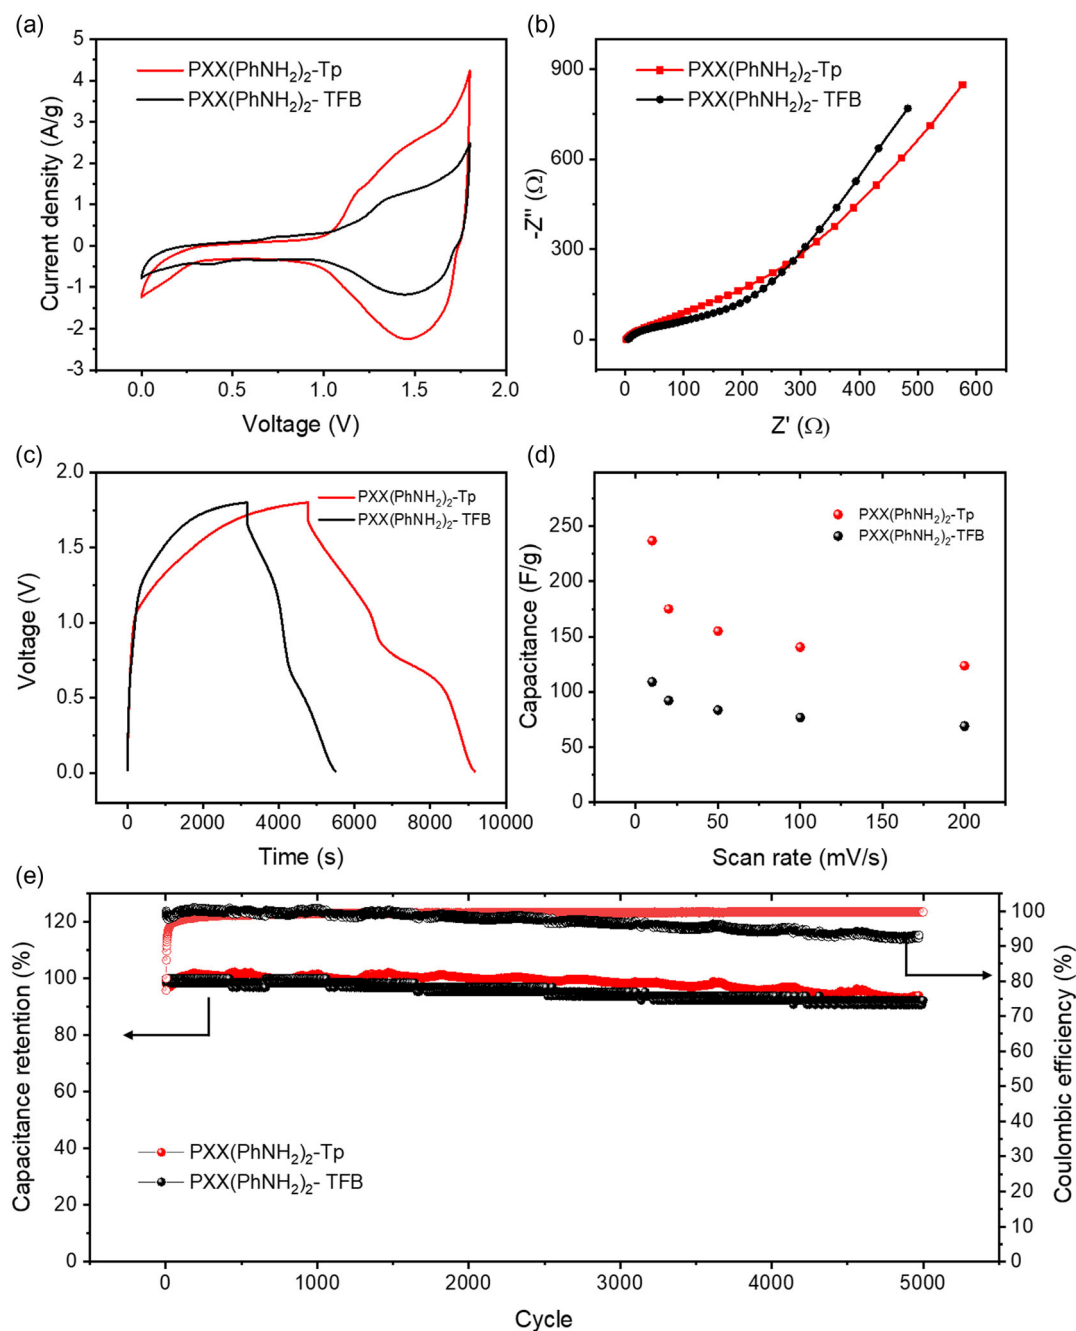 (a)
5
4
3
2
1
0
-1
-2
-3
Current density (A/g)
PXX(PhNH₂)₂-Tp
PXX(PhNH₂)₂- TFB
0.0 0.5 1.0 1.5 2.0
Voltage (V)
(b)
900
600
300
0
-Z'' (Ω)
PXX(PhNH₂)₂-Tp
PXX(PhNH₂)₂- TFB
0 100 200 300 400 500 600
Z' (Ω)
(c)
2.0
1.5
1.0
0.5
0.0
Voltage (V)
PXX(PhNH₂)₂-Tp
PXX(PhNH₂)₂- TFB
0 2000 4000 6000 8000 10000
Time (s)
(d)
250
200
150
100
50
0
Capacitance (F/g)
PXX(PhNH₂)₂-Tp
PXX(PhNH₂)₂-TFB
0 50 100 150 200
Scan rate (mV/s)
(e)
120
100
80
60
40
20
0
Capacitance retention (%)
PXX(PhNH₂)₂-Tp
PXX(PhNH₂)₂- TFB
100
90
80
70
60
50
40
30
20
10
0
Coulombic efficiency (%)
0 1000 2000 3000 4000 5000
Cycle